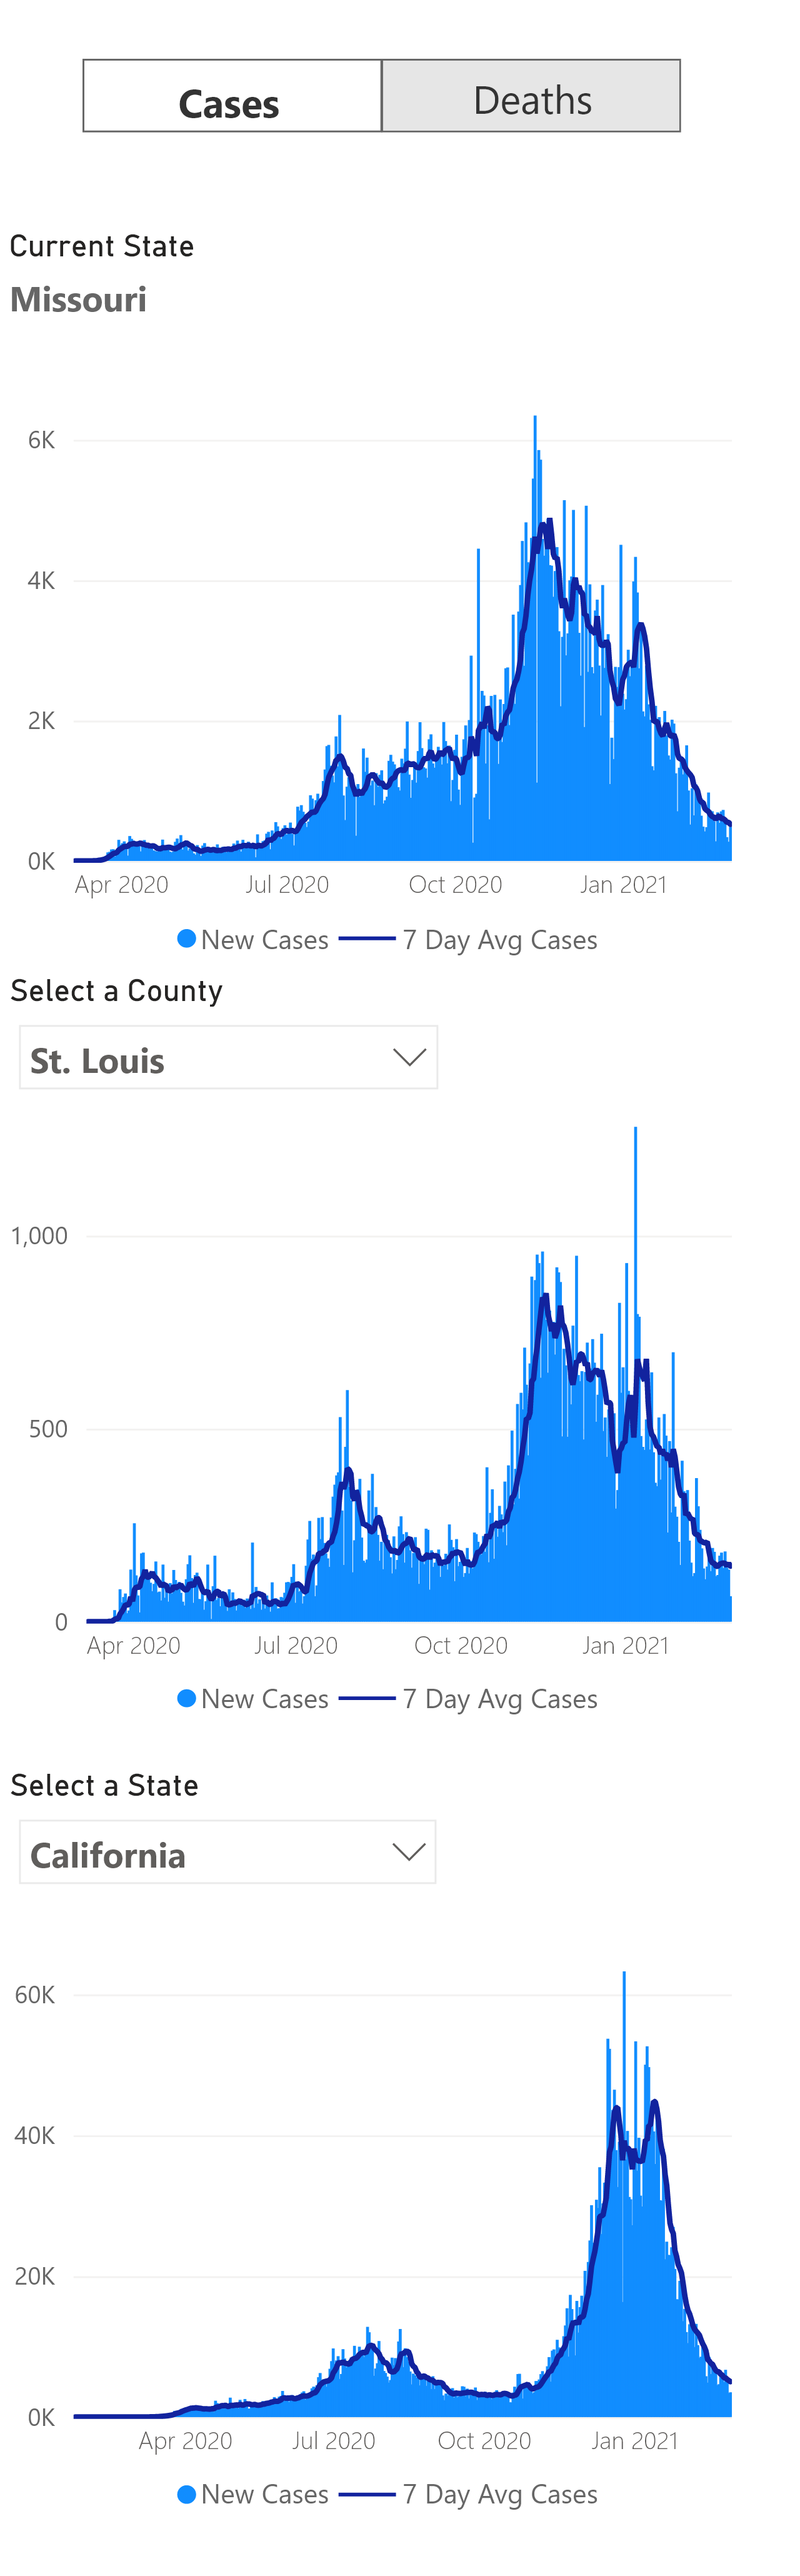 Cases Deaths
Current State
Missouri
6K
4K
2K
0K
Apr 2020 Jul 2020 Oct 2020 Jan 2021
New Cases 7 Day Avg Cases
Select a County
St. Louis
1,000
500
0
Apr 2020 Jul 2020 Oct 2020 Jan 2021
New Cases 7 Day Avg Cases
Select a State
California
60K
40K
20K
0K
Apr 2020 Jul 2020 Oct 2020 Jan 2021
New Cases 7 Day Avg Cases